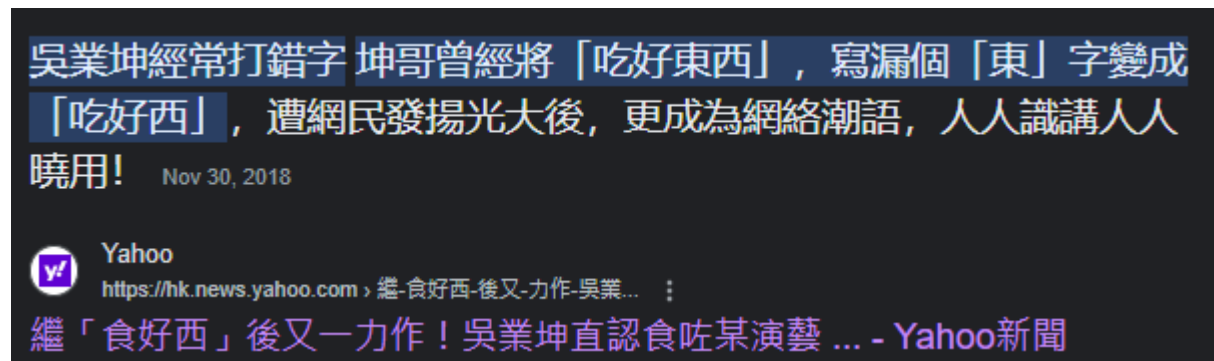 吳業坤經常打錯字 坤哥曾經將「吃好東西」，寫漏個「東」字變成
「吃好西」，遭網民發揚光大後，更成為網絡潮語，人人識講人人
曉用！ Nov 30, 2018
y!
Yahoo
https://hk.news.yahoo.com › 繼-食好西-後又-力作-吳業...
繼「食好西」後又一力作！吳業坤直認食咗某演藝 ... - Yahoo新聞